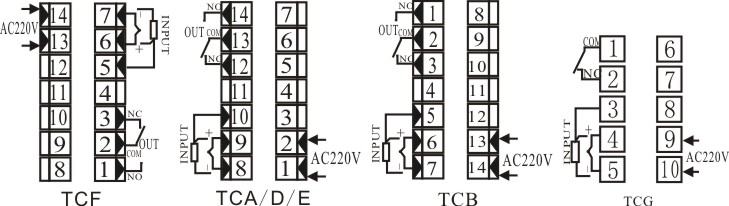 AC220V
14 7
13 6
12 5
11 4
10 3
9 2
8 1
- +
INPUT
NC
OUT
COM
NO
TCF
NC
OUT COM
NC
14 7
13 6
12 5
11 4
10 3
9 2
8 1
INPUT
+ -
AC220V
TCA/D/E
NC
OUT COM
NC
1 8
2 9
3 10
4 11
5 12
6 13
7 14
INPUT
+ -
AC220V
TCB
COM
NC
1 6
2 7
3 8
4 9
5 10
INPUT
+ -
AC220V
TCG